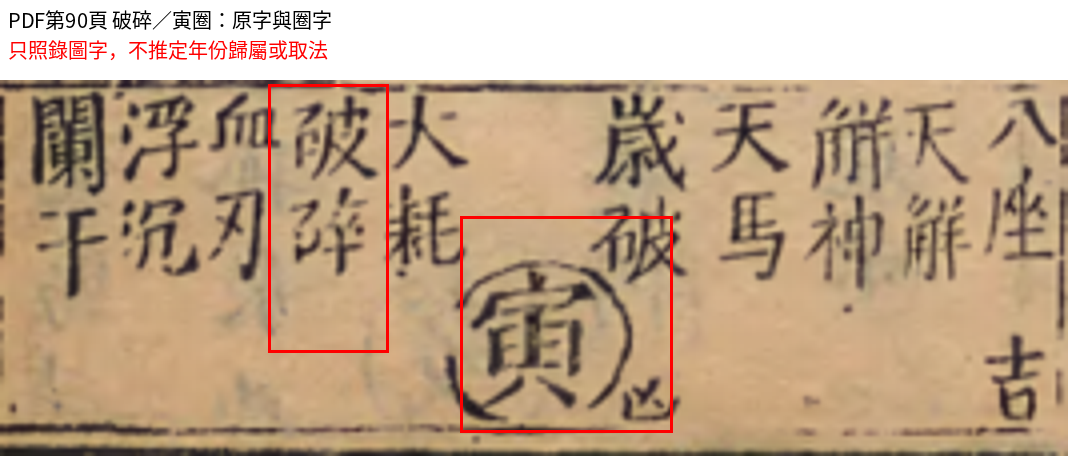 PDF第90頁 破碎／寅圈：原字與圈字
只照錄圖字，不推定年份歸屬或取法
八座 吉
天觧
觧神
天馬
歲破 凶
寅
大耗
破碎
血刃
浮沉
闌干